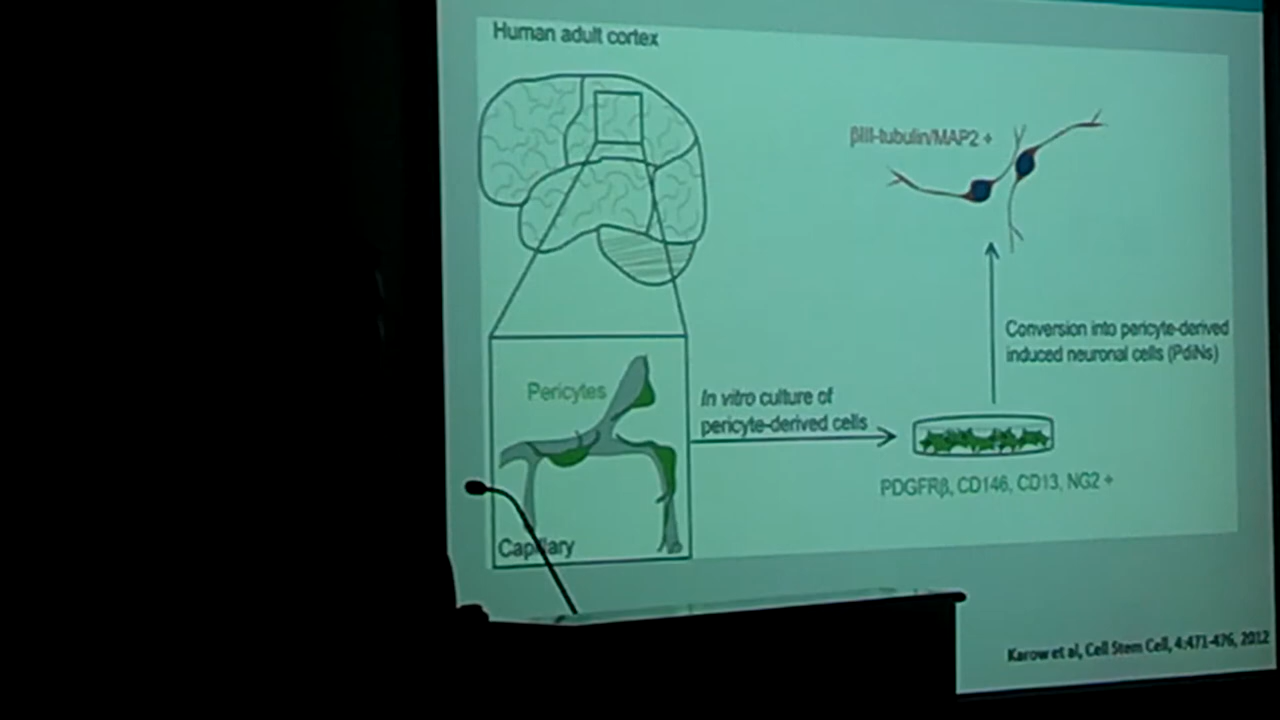 Human adult cortex
βIII-tubulin/MAP2 +
Conversion into pericyte-derived
induced neuronal cells (PdiNs)
Pericytes
In vitro culture of
pericyte-derived cells
PDGFRβ, CD146, CD13, NG2 +
Capillary
Karow et al, Cell Stem Cell, 4:471-476, 2012